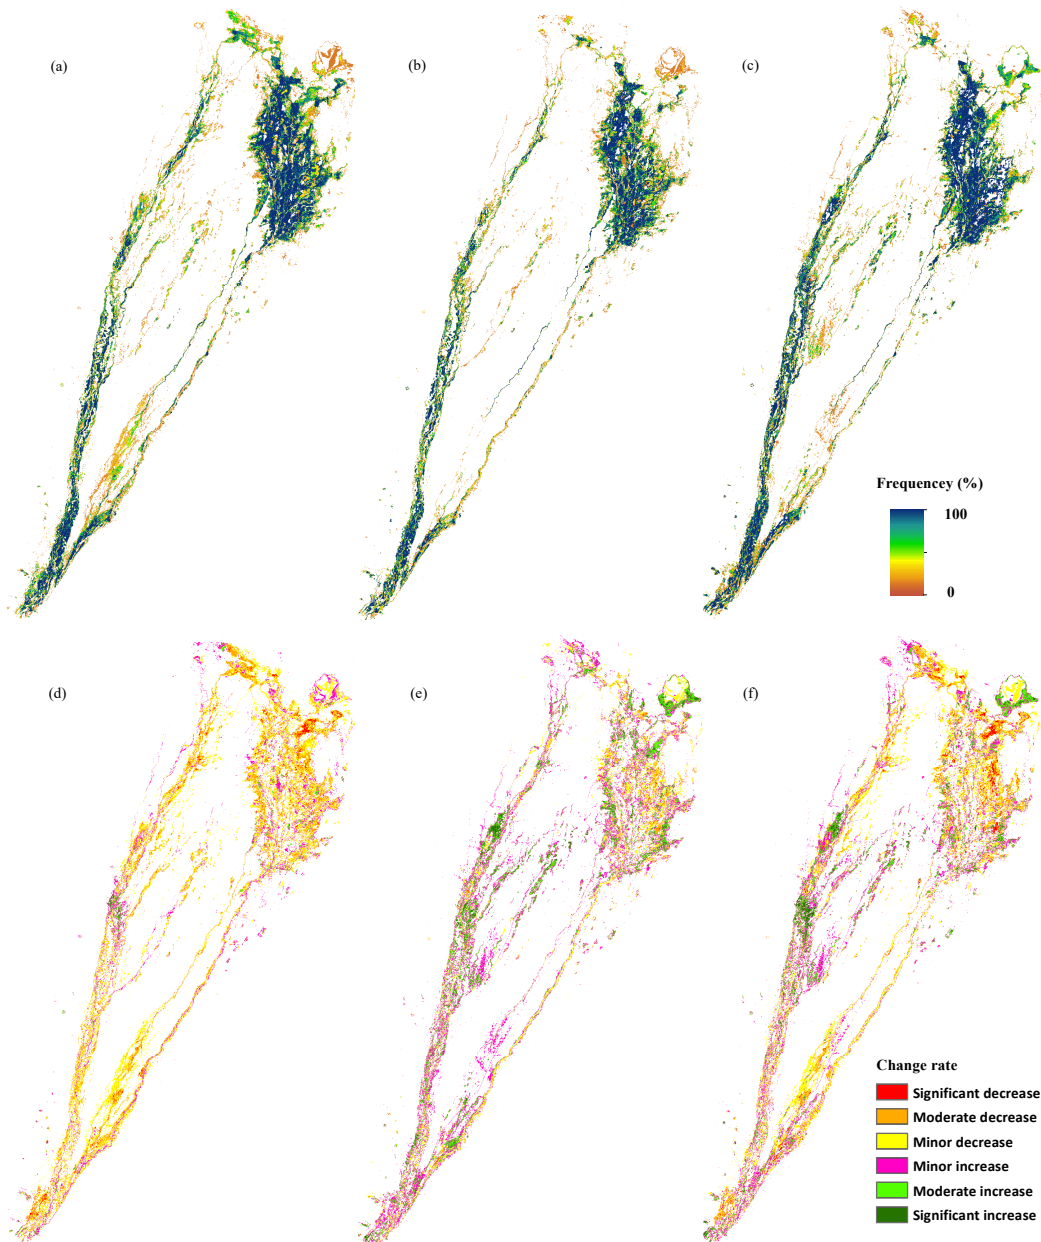 (a)
(b)
(c)
Frequencey (%)
100
0
(d)
(e)
(f)
Change rate
Significant decrease
Moderate decrease
Minor decrease
Minor increase
Moderate increase
Significant increase